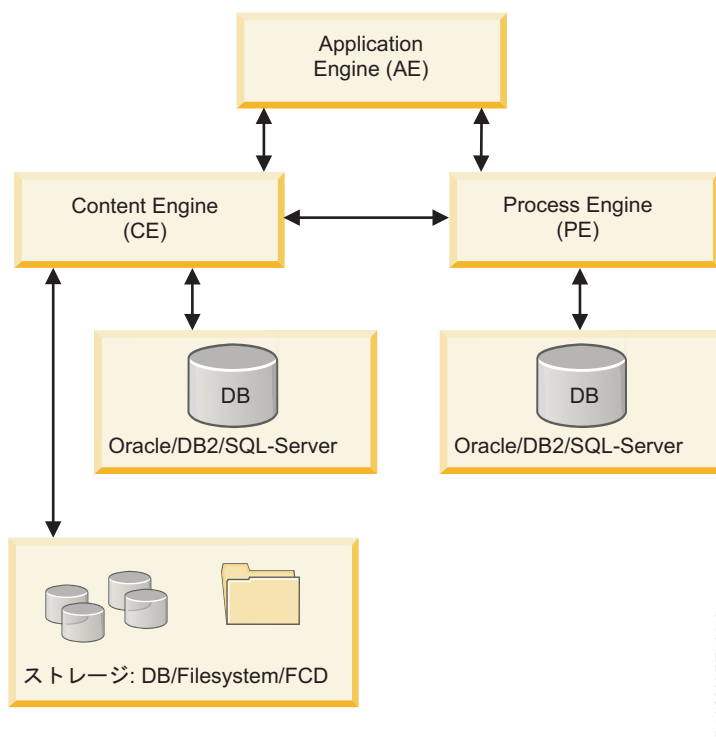 Application
Engine (AE)
Content Engine
(CE)
Process Engine
(PE)
DB
Oracle/DB2/SQL-Server
DB
Oracle/DB2/SQL-Server
ストレージ: DB/Filesystem/FCD